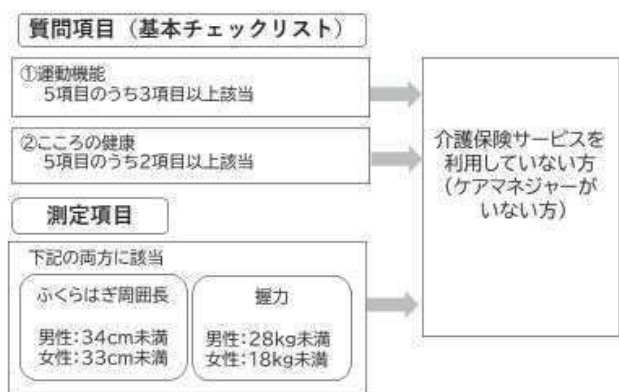 質問項目（基本チェックリスト）
①運動機能
5項目のうち3項目以上該当
②こころの健康
5項目のうち2項目以上該当
測定項目
下記の両方に該当
ふくらはぎ周囲長
男性:34cm未満
女性:33cm未満
握力
男性:28kg未満
女性:18kg未満
介護保険サービスを
利用していない方
（ケアマネジャーが
いない方）